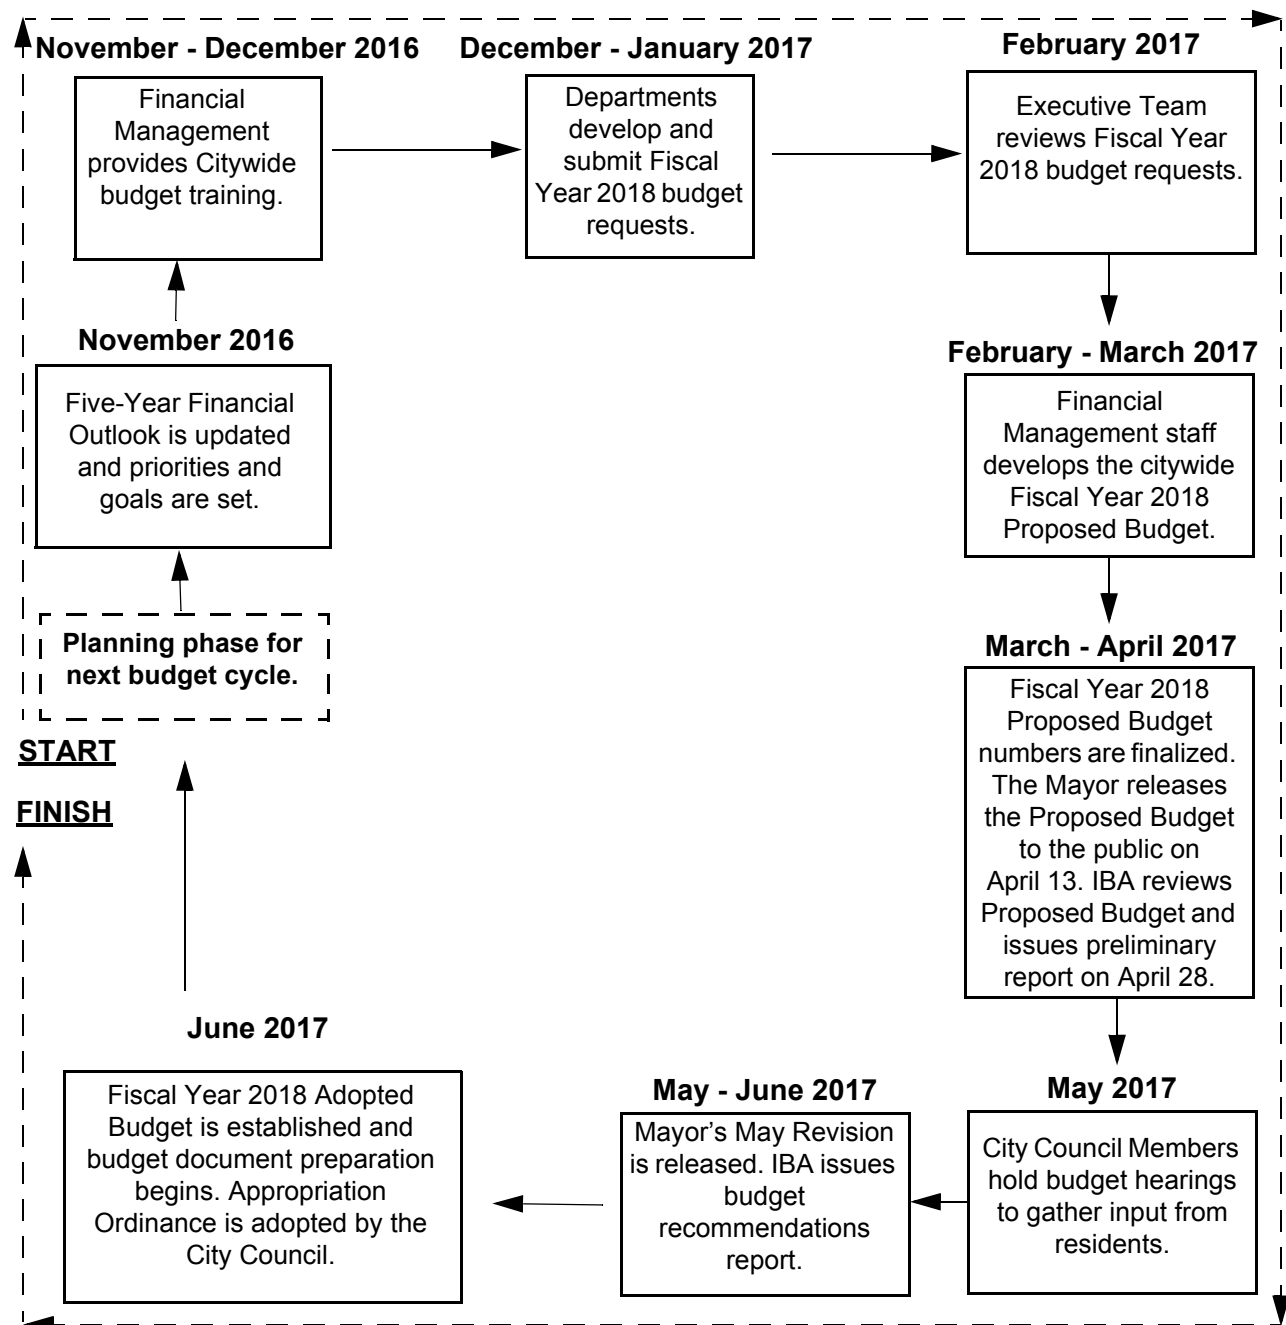 November - December 2016
Financial
Management
provides Citywide
budget training.
December - January 2017
Departments
develop and
submit Fiscal
Year 2018 budget
requests.
February 2017
Executive Team
reviews Fiscal Year
2018 budget requests.
November 2016
Five-Year Financial
Outlook is updated
and priorities and
goals are set.
February - March 2017
Financial
Management staff
develops the citywide
Fiscal Year 2018
Proposed Budget.
Planning phase for
next budget cycle.
START
FINISH
March - April 2017
Fiscal Year 2018
Proposed Budget
numbers are finalized.
The Mayor releases
the Proposed Budget
to the public on
April 13. IBA reviews
Proposed Budget and
issues preliminary
report on April 28.
June 2017
Fiscal Year 2018 Adopted
Budget is established and
budget document preparation
begins. Appropriation
Ordinance is adopted by the
City Council.
May - June 2017
Mayor’s May Revision
is released. IBA issues
budget
recommendations
report.
May 2017
City Council Members
hold budget hearings
to gather input from
residents.